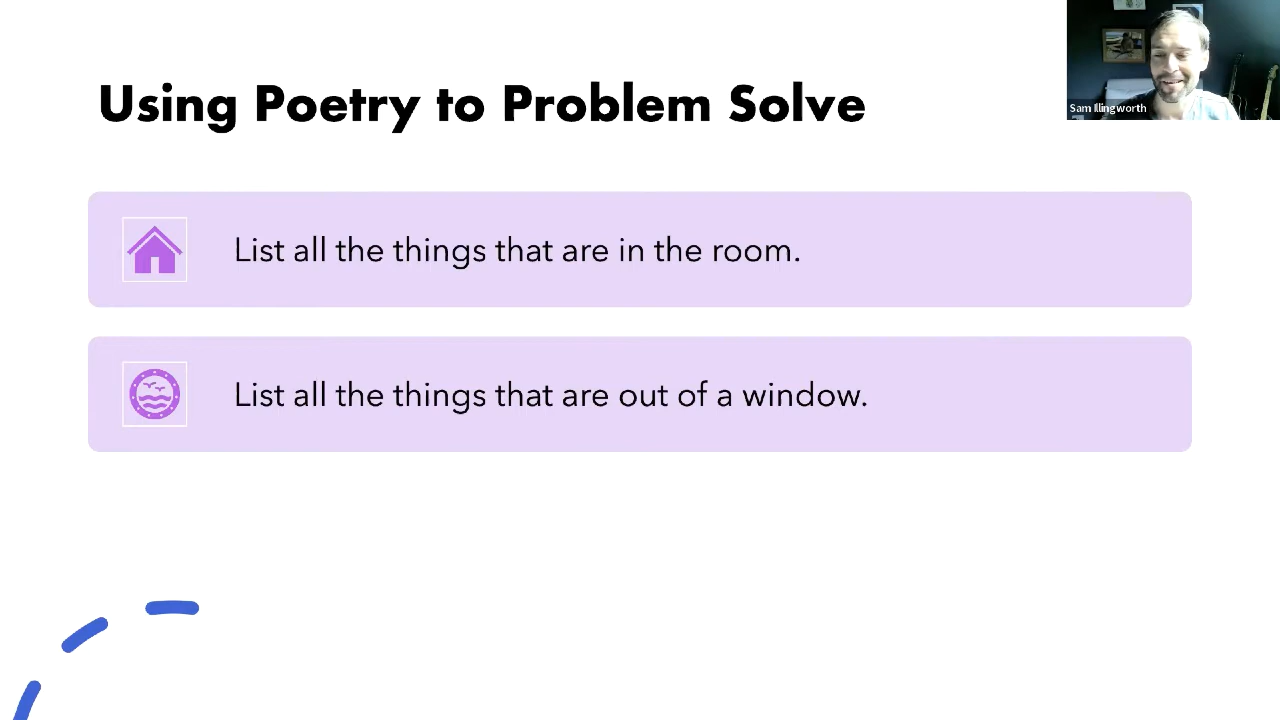 Using Poetry to Problem Solve
Sam Illingworth
List all the things that are in the room.
List all the things that are out of a window.